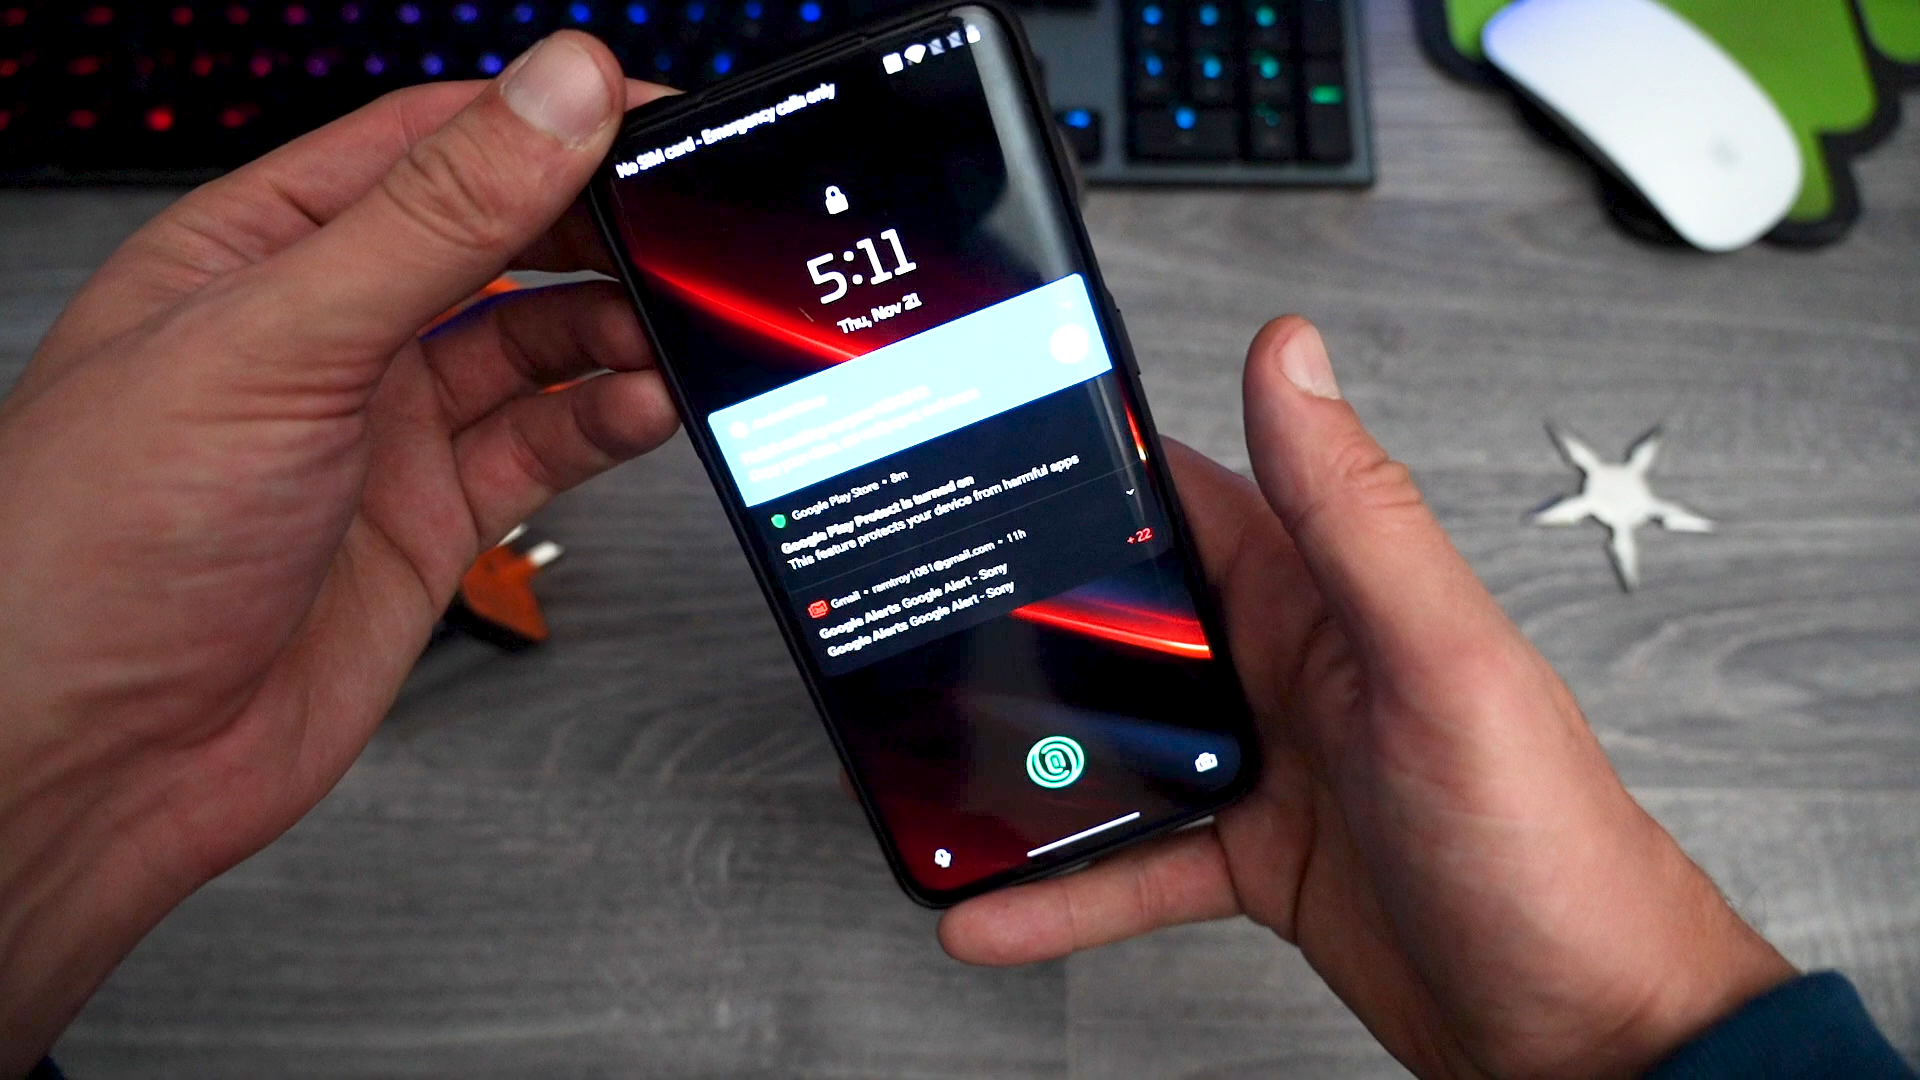 No SIM card - Emergency calls only
5:11
Thu, Nov 21
Google Play Store • 8m
Google Play Protect is turned on
This feature protects your device from harmful apps
Gmail • ramtroy1081@gmail.com • 11h
+22
Google Alerts Google Alert - Sony
Google Alerts Google Alert - Sony